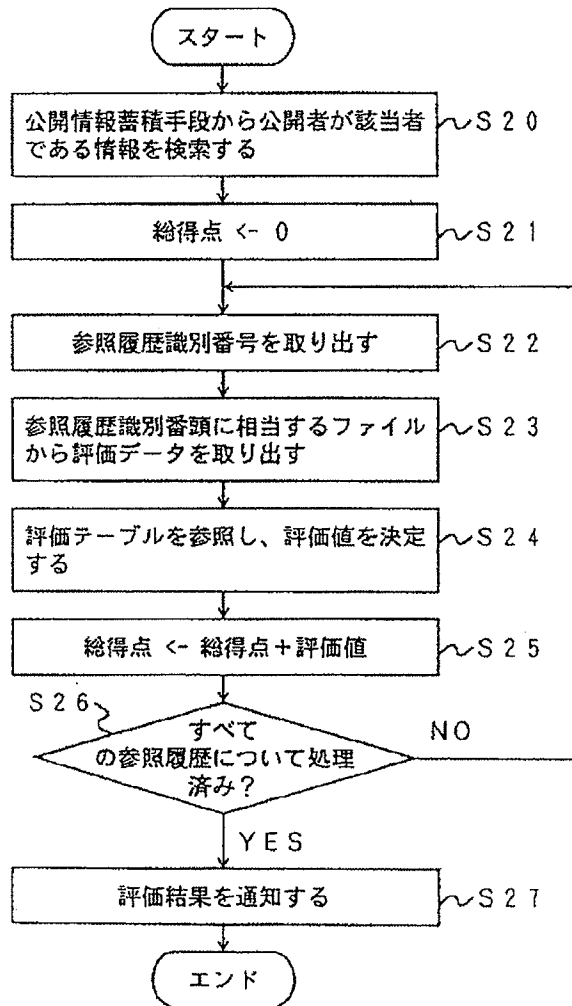 スタート
公開情報蓄積手段から公開者が該当者
である情報を検索する
S20
総得点 <- 0
S21
参照履歴識別番号を取り出す
S22
参照履歴識別番頭に相当するファイル
から評価データを取り出す
S23
評価テーブルを参照し、評価値を決定
する
S24
総得点 <- 総得点+評価値
S25
S26
すべて
の参照履歴について処理
済み?
NO
YES
評価結果を通知する
S27
エンド